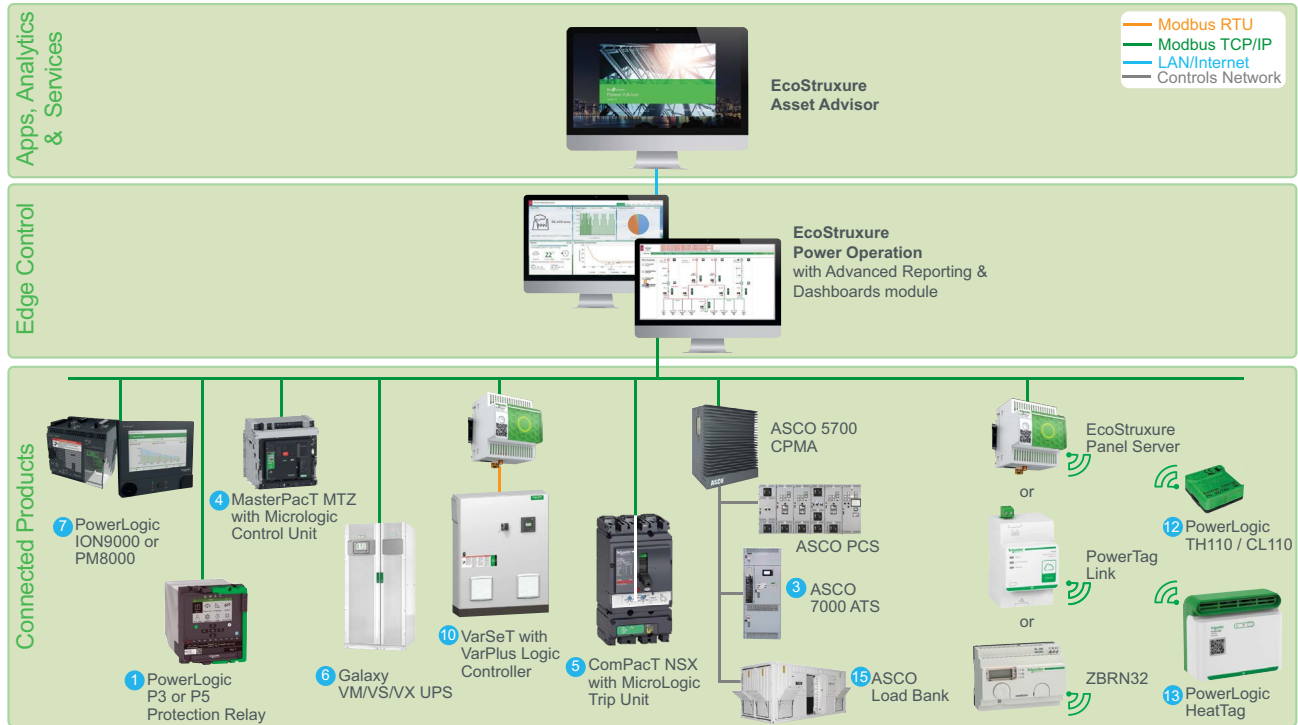 Apps, Analytics
& Services
EcoStruxure
Asset Advisor
Modbus RTU
Modbus TCP/IP
LAN/Internet
Controls Network
Edge Control
EcoStruxure
Power Operation
with Advanced Reporting &
Dashboards module
Connected Products
7 PowerLogic
ION9000 or
PM8000
1 PowerLogic
P3 or P5
Protection Relay
4 MasterPacT MTZ
with Micrologic
Control Unit
6 Galaxy
VM/VS/VX UPS
10 VarSeT with
VarPlus Logic
Controller
5 ComPacT NSX
with MicroLogic
Trip Unit
ASCO
ASCO 5700
CPMA
ASCO PCS
3 ASCO
7000 ATS
15 ASCO
Load Bank
EcoStruxure
Panel Server
or
PowerTag
Link
or
ZBRN32
12 PowerLogic
TH110 / CL110
13 PowerLogic
HeatTag